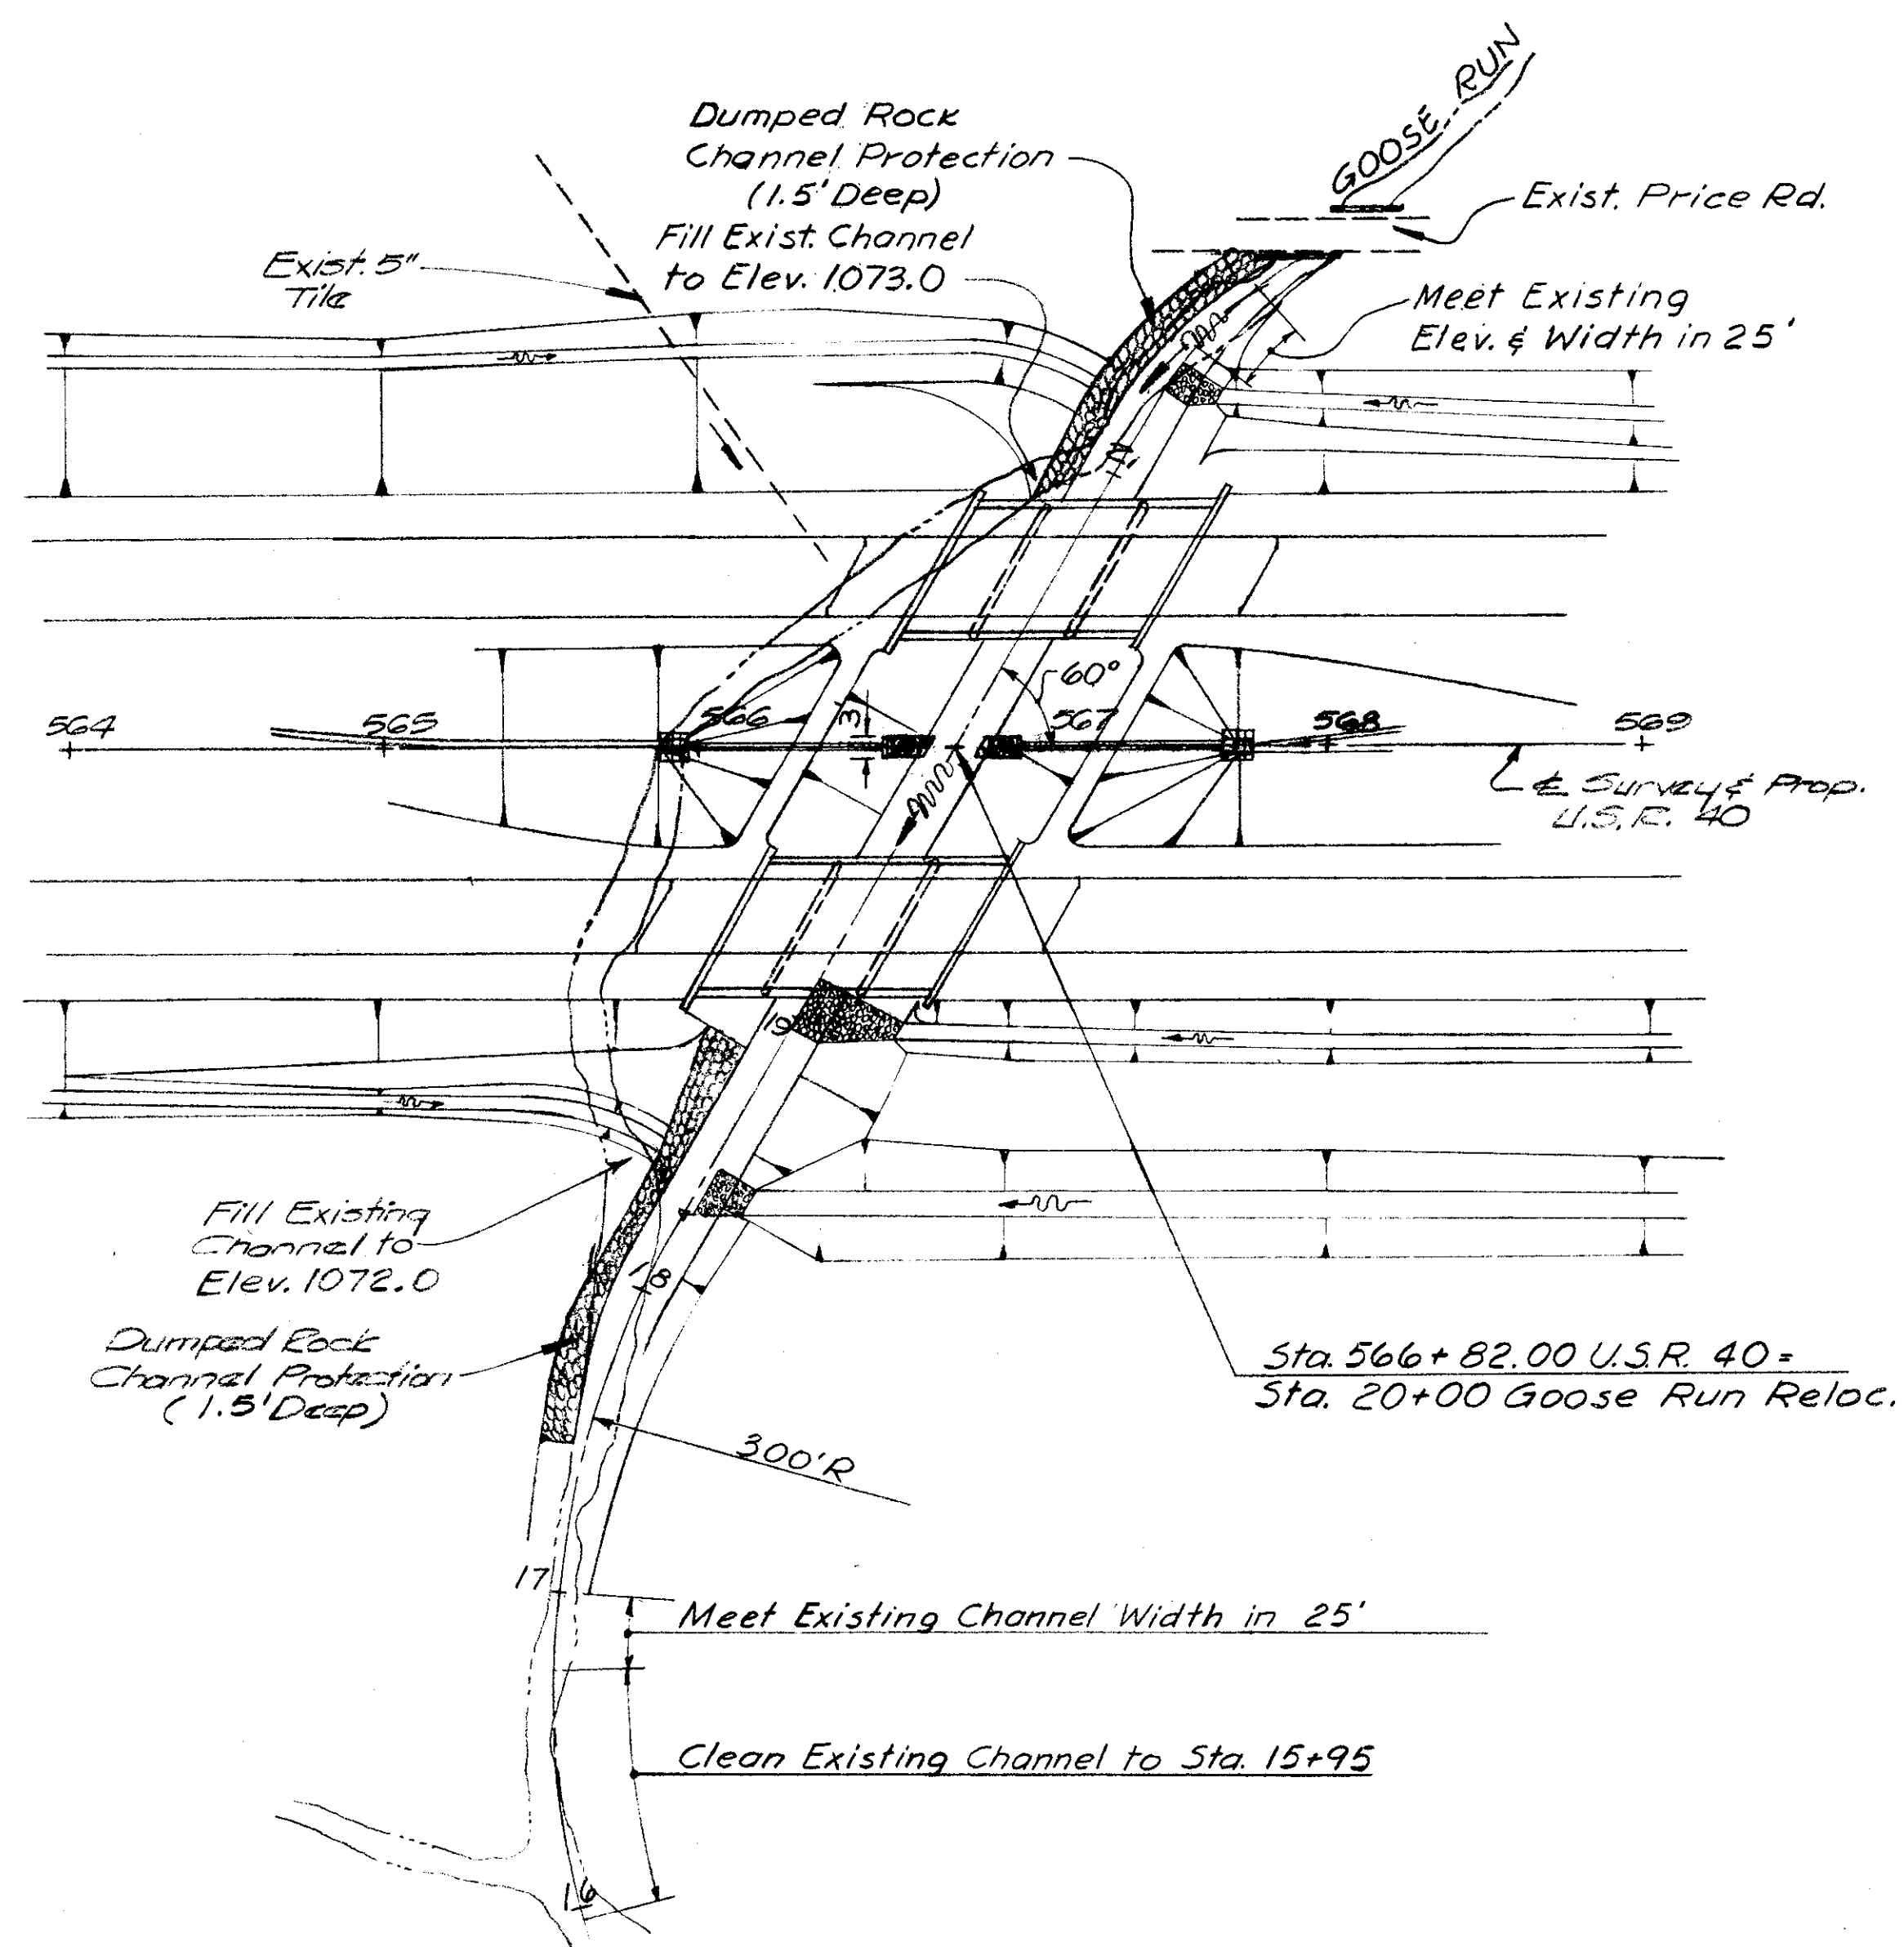 GOOSE RUN
Dumped Rock
Channel Protection
(1.5' Deep)
Fill Exist. Channel
to Elev. 1073.0
Exist. Price Rd.
Exist. 5"
Tile
Meet Existing
Elev. & Width in 25'
21
60°
564
565
566
3'
567
568
569
℄ Survey & Prop.
U.S.R. 40
19
Fill Existing
Channel to
Elev. 1072.0
18
Dumped Rock
Channel Protection
(1.5' Deep)
Sta. 566+82.00 U.S.R. 40 =
Sta. 20+00 Goose Run Reloc.
300'R
17
Meet Existing Channel Width in 25'
Clean Existing Channel to Sta. 15+95
16